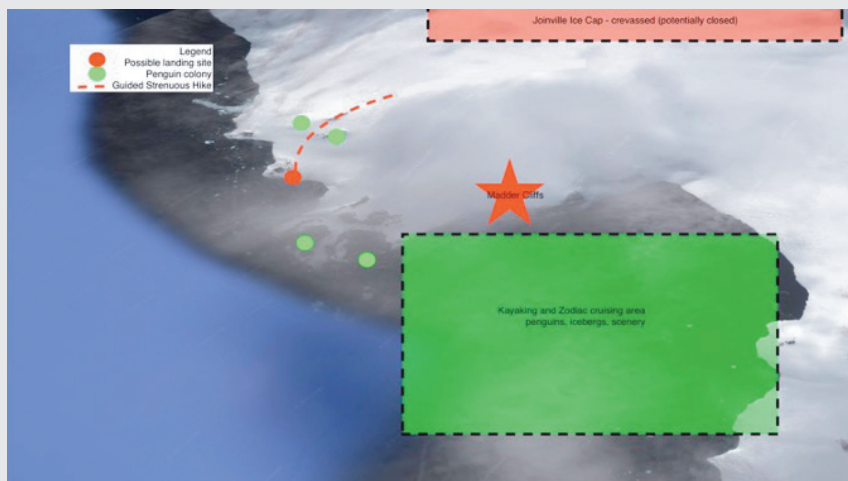 Joinville Ice Cap - crevassed (potentially closed)
Legend
Possible landing site
Penguin colony
Guided Strenuous Hike
Madder Cliffs
Kayaking and Zodiac cruising area
penguins, icebergs, scenery